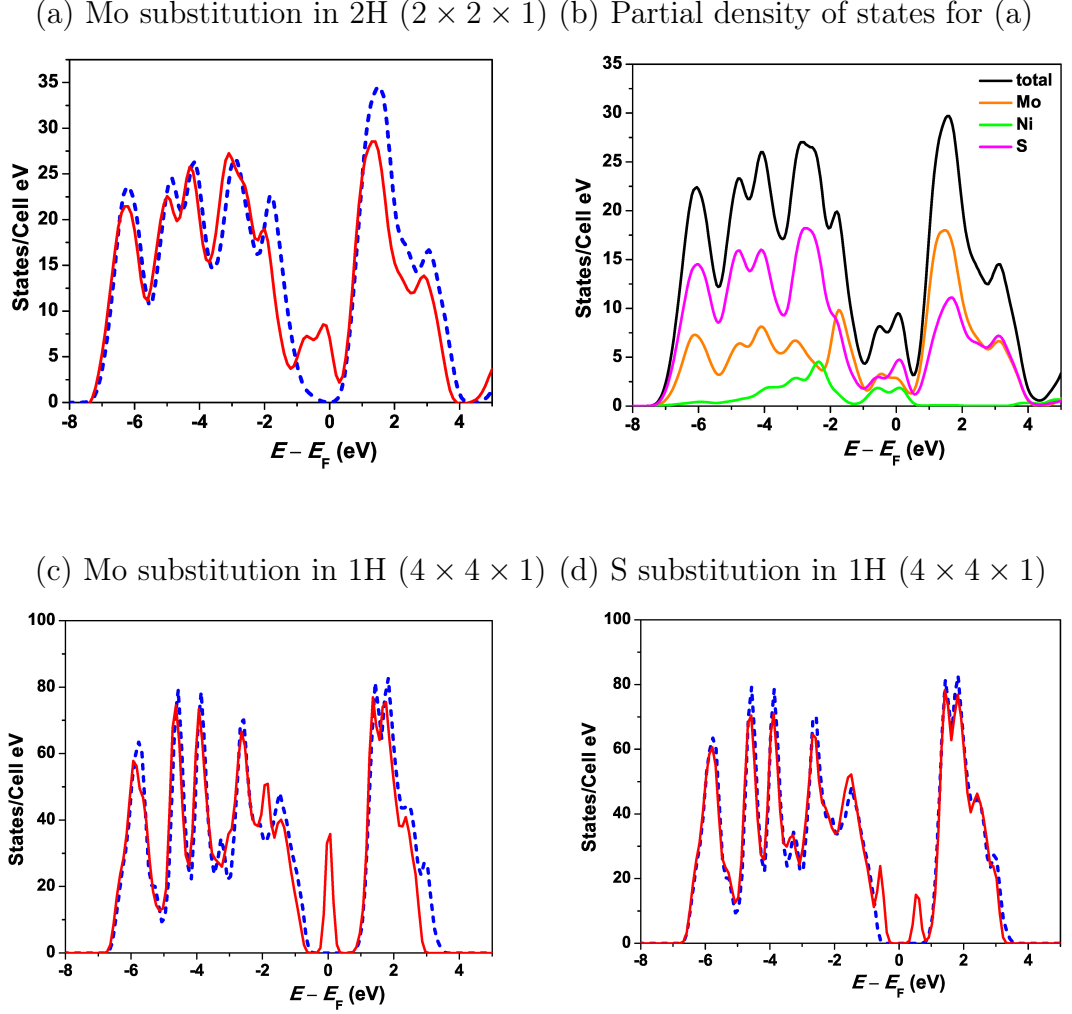 (a) Mo substitution in 2H (2 × 2 × 1) (b) Partial density of states for (a)
States/Cell eV
35
30
25
20
15
10
5
0
-8 -6 -4 -2 0 2 4
E – E_F (eV)
States/Cell eV
35
30
25
20
15
10
5
0
total
Mo
Ni
S
-8 -6 -4 -2 0 2 4
E – E_F (eV)
(c) Mo substitution in 1H (4 × 4 × 1) (d) S substitution in 1H (4 × 4 × 1)
States/Cell eV
100
80
60
40
20
0
-8 -6 -4 -2 0 2 4
E – E_F (eV)
States/Cell eV
100
80
60
40
20
0
-8 -6 -4 -2 0 2 4
E – E_F (eV)